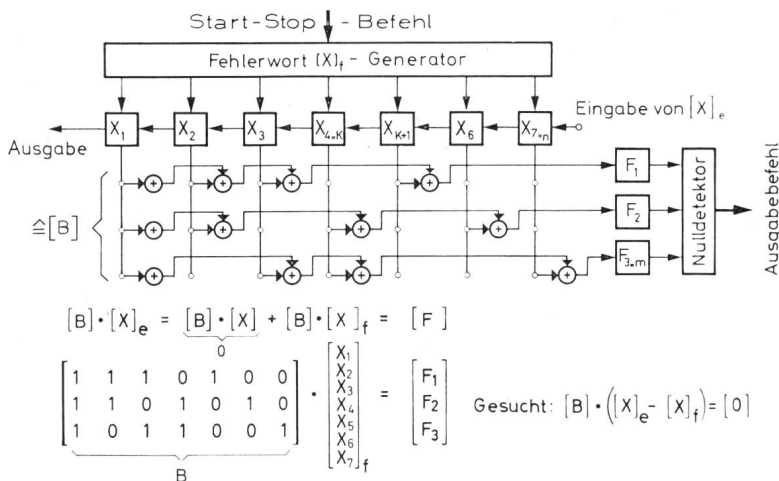 Start-Stop - Befehl
Fehlerwort [X]f - Generator
Eingabe von [X]e
X1 X2 X3 X4=K XK+1 X6 X7=n
Ausgabe
+ + + + F1
≙[B] + + + + F2
+ + + + F3=m
Nulldetektor
Ausgabebefehl
[B]·[X]e = [B]·[X] + [B]·[X]f = [F]
0
1 1 1 0 1 0 0
1 1 0 1 0 1 0
1 0 1 1 0 0 1
B
·
X1
X2
X3
X4
X5
X6
X7
f
=
F1
F2
F3
Gesucht: [B]·([X]e - [X]f) = [0]